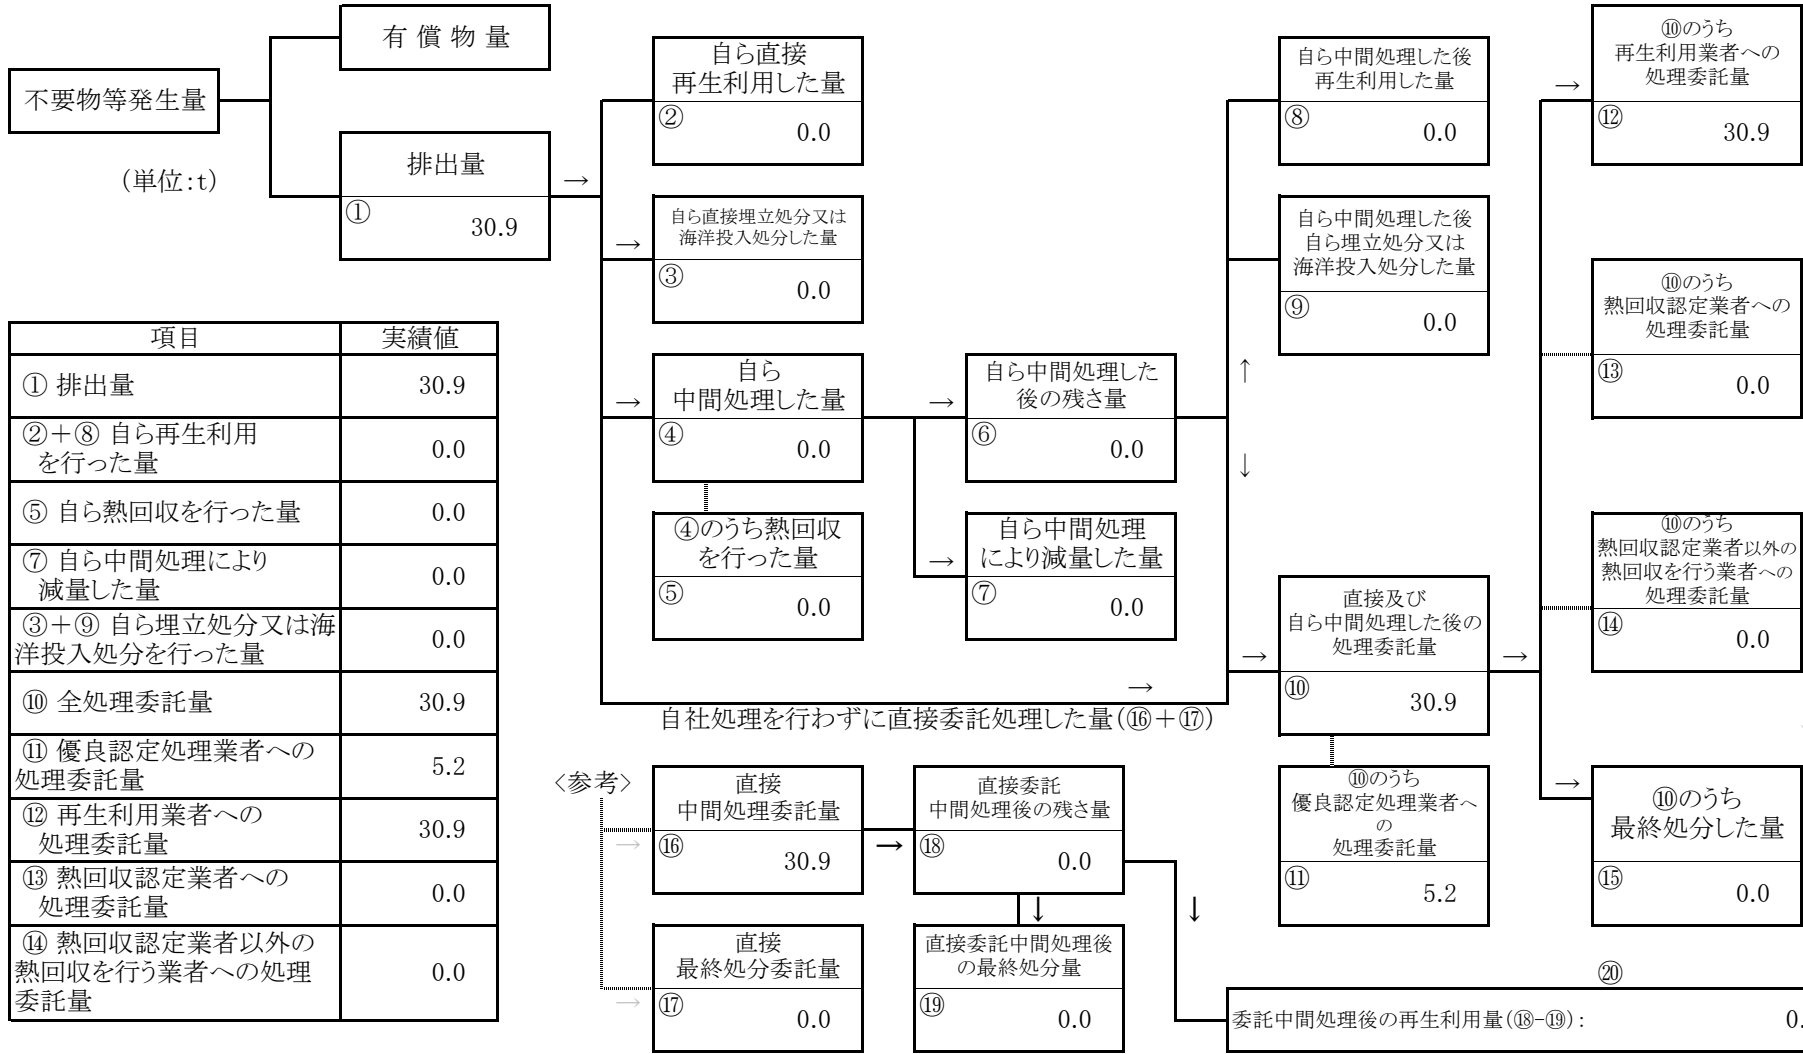 有 償 物 量
不要物等発生量
（単位:t）
排出量
①
30.9
→
自ら直接
再生利用した量
②
0.0
→
自ら直接埋立処分又は
海洋投入処分した量
③
0.0
→
自ら
中間処理した量
④
0.0
④のうち熱回収
を行った量
⑤
0.0
→
自ら中間処理した
後の残さ量
⑥
0.0
→
自ら中間処理
により減量した量
⑦
0.0
↑
↓
自ら中間処理した後
再生利用した量
⑧
0.0
自ら中間処理した後
自ら埋立処分又は
海洋投入処分した量
⑨
0.0
→
自社処理を行わずに直接委託処理した量（⑯＋⑰）
→
直接及び
自ら中間処理した後の
処理委託量
⑩
30.9
→
⑩のうち
優良認定処理業者へ
の
処理委託量
⑪
5.2
→
⑩のうち
再生利用業者への
処理委託量
⑫
30.9
⑩のうち
熱回収認定業者への
処理委託量
⑬
0.0
⑩のうち
熱回収認定業者以外の
熱回収を行う業者への
処理委託量
⑭
0.0
→
⑩のうち
最終処分した量
⑮
0.0
項目 実績値
① 排出量 30.9
②＋⑧ 自ら再生利用
を行った量 0.0
⑤ 自ら熱回収を行った量 0.0
⑦ 自ら中間処理により
減量した量 0.0
③＋⑨ 自ら埋立処分又は海
洋投入処分を行った量 0.0
⑩ 全処理委託量 30.9
⑪ 優良認定処理業者への
処理委託量 5.2
⑫ 再生利用業者への
処理委託量 30.9
⑬ 熱回収認定業者への
処理委託量 0.0
⑭ 熱回収認定業者以外の
熱回収を行う業者への処理
委託量 0.0
〈参考〉
→
直接
中間処理委託量
⑯
30.9
→
直接委託
中間処理後の残さ量
⑱
0.0
↓
↓
→
直接
最終処分委託量
⑰
0.0
直接委託中間処理後
の最終処分量
⑲
0.0
⑳
委託中間処理後の再生利用量（⑱-⑲）： 0.